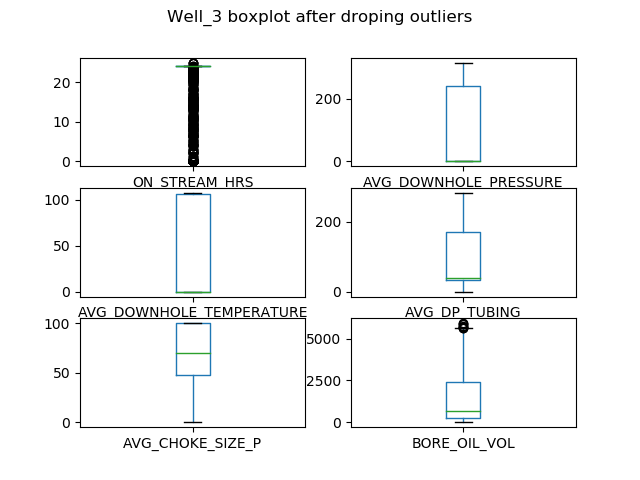 Well_3 boxplot after droping outliers
20
10
0
ON_STREAM_HRS
200
0
AVG_DOWNHOLE_PRESSURE
100
50
0
AVG_DOWNHOLE_TEMPERATURE
200
0
AVG_DP_TUBING
100
50
0
AVG_CHOKE_SIZE_P
5000
2500
0
BORE_OIL_VOL